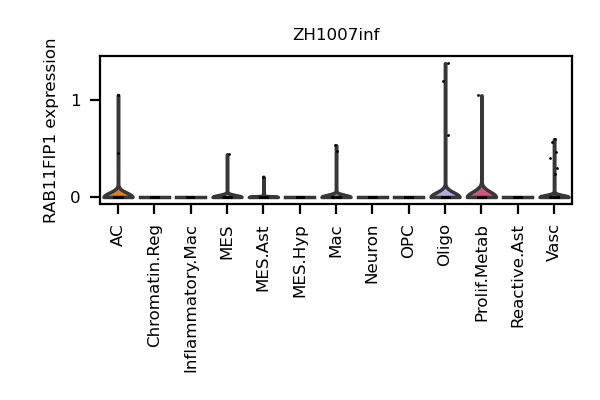 ZH1007inf
RAB11FIP1 expression
1
0
AC
Chromatin.Reg
Inflammatory.Mac
MES
MES.Ast
MES.Hyp
Mac
Neuron
OPC
Oligo
Prolif.Metab
Reactive.Ast
Vasc